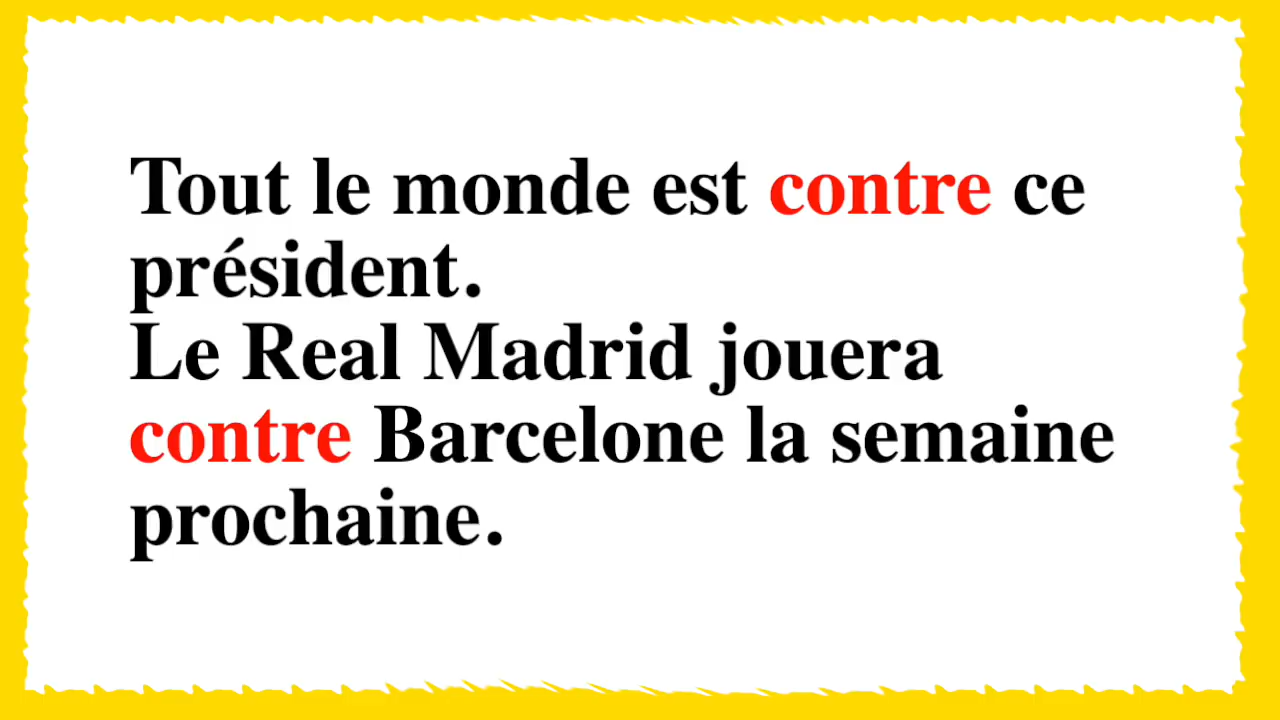 Tout le monde est contre ce
président.
Le Real Madrid jouera
contre Barcelone la semaine
prochaine.